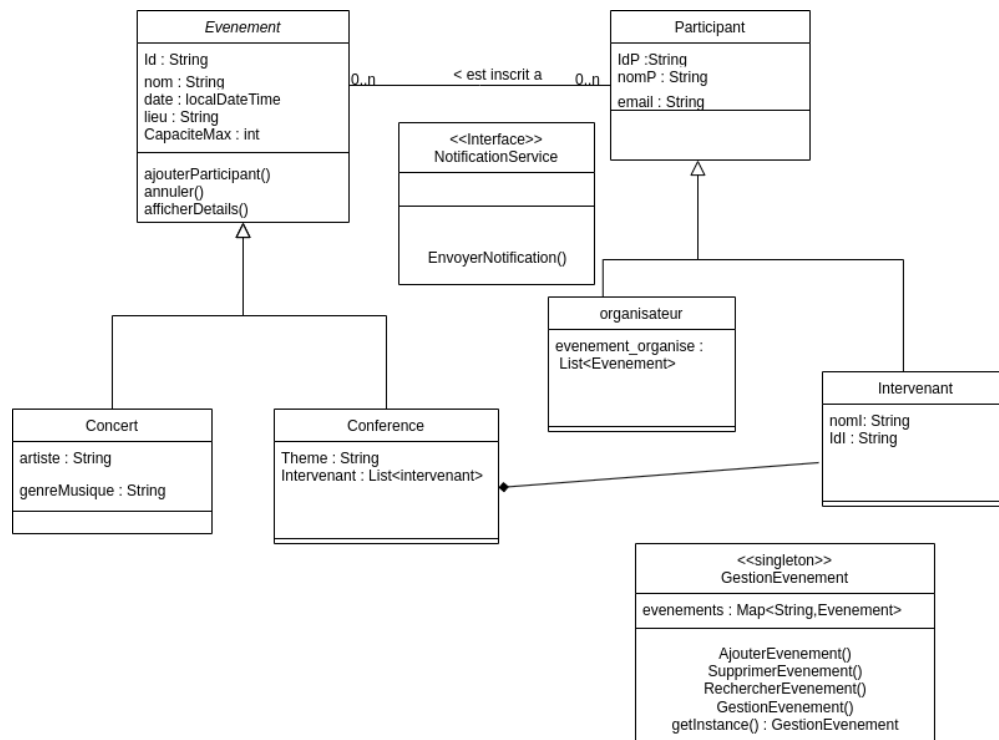 Evenement
Id : String
nom : String
date : localDateTime
lieu : String
CapaciteMax : int
ajouterParticipant()
annuler()
afficherDetails()
0..n
< est inscrit a
0..n
Participant
IdP :String
nomP : String
email : String
<<Interface>>
NotificationService
EnvoyerNotification()
organisateur
evenement_organise :
List<Evenement>
Intervenant
nomI: String
IdI : String
Concert
artiste : String
genreMusique : String
Conference
Theme : String
Intervenant : List<intervenant>
<<singleton>>
GestionEvenement
evenements : Map<String,Evenement>
AjouterEvenement()
SupprimerEvenement()
RechercherEvenement()
GestionEvenement()
getInstance() : GestionEvenement